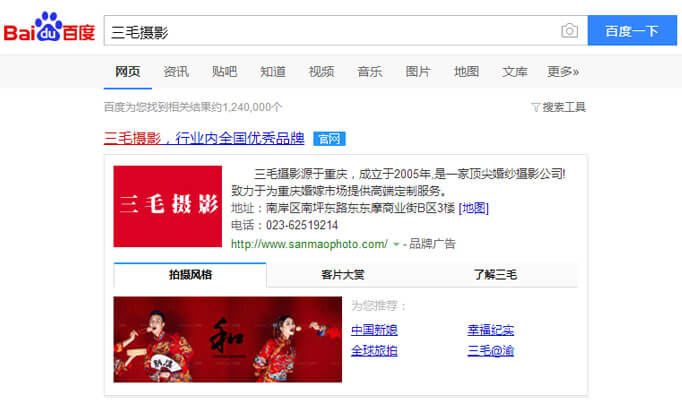 Bai du 百度
三毛摄影
百度一下
网页 资讯 贴吧 知道 视频 音乐 图片 地图 文库 更多»
百度为您找到相关结果约1,240,000个 搜索工具
三毛摄影，行业内全国优秀品牌 官网
三毛摄影
三毛摄影源于重庆，成立于2005年,是一家顶尖婚纱摄影公司!
致力于为重庆婚嫁市场提供高端定制服务。
地址：南岸区南坪东路东东摩商业街B区3楼 [地图]
电话：023-62519214
http://www.sanmaophoto.com/ - 品牌广告
拍摄风格 客片大赏 了解三毛
和
为您推荐：
中国新娘 幸福纪实
全球旅拍 三毛@渝